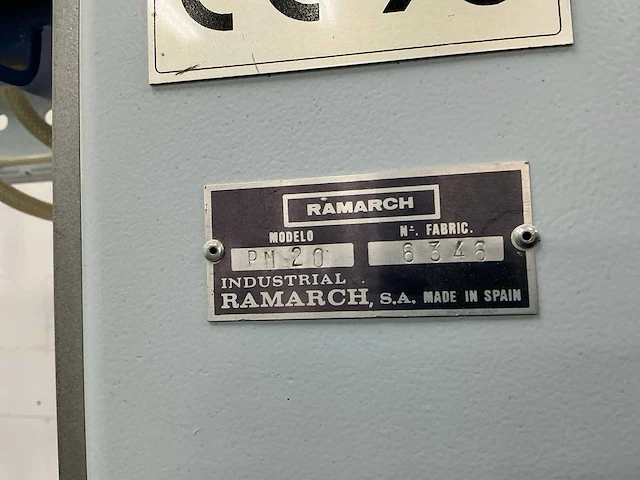 RAMARCH
MODELO Nº. FABRIC.
PN 20 6346
INDUSTRIAL
RAMARCH, S.A. MADE IN SPAIN